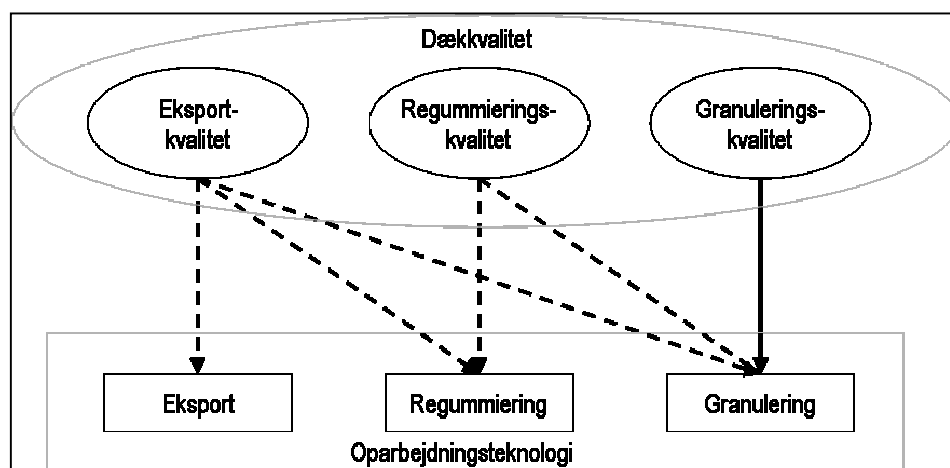 Dækkvalitet
Eksport-
kvalitet
Regummierings-
kvalitet
Granulerings-
kvalitet
Eksport
Regummiering
Granulering
Oparbejdningsteknologi